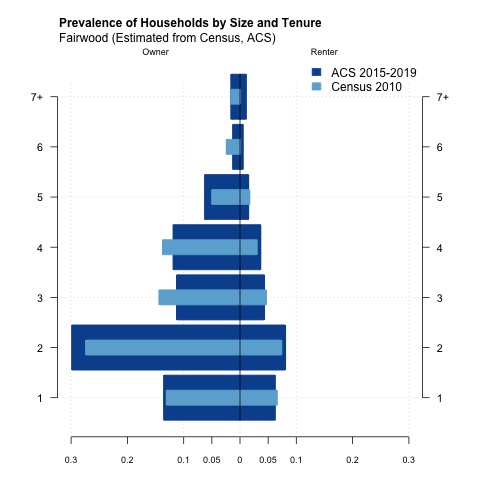 Prevalence of Households by Size and Tenure
Fairwood (Estimated from Census, ACS)
Owner Renter
ACS 2015-2019
Census 2010
7+ 7+
6 6
5 5
4 4
3 3
2 2
1 1
0.3 0.2 0.1 0.05 0 0.05 0.1 0.2 0.3